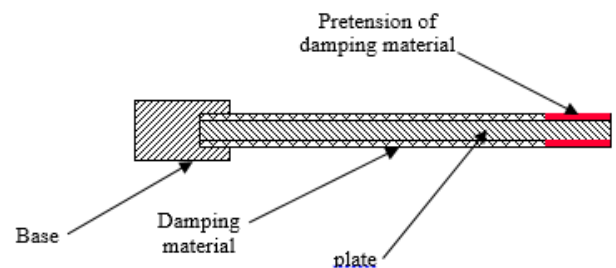 Pretension of
damping material
Base
Damping
material
plate